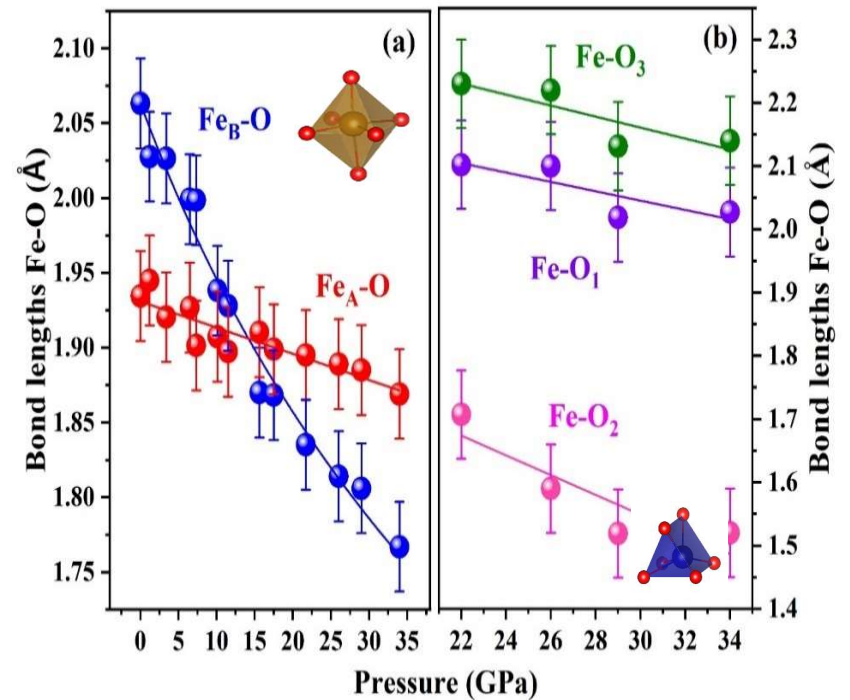 (a)
Fe_B-O
Fe_A-O
Bond lengths Fe-O (Å)
2.10
2.05
2.00
1.95
1.90
1.85
1.80
1.75
0 5 10 15 20 25 30 35
(b)
Fe-O₃
Fe-O₁
Fe-O₂
2.3
2.2
2.1
2.0
1.9
1.8
1.7
1.6
1.5
1.4
Bond lengths Fe-O (Å)
22 24 26 28 30 32 34
Pressure (GPa)